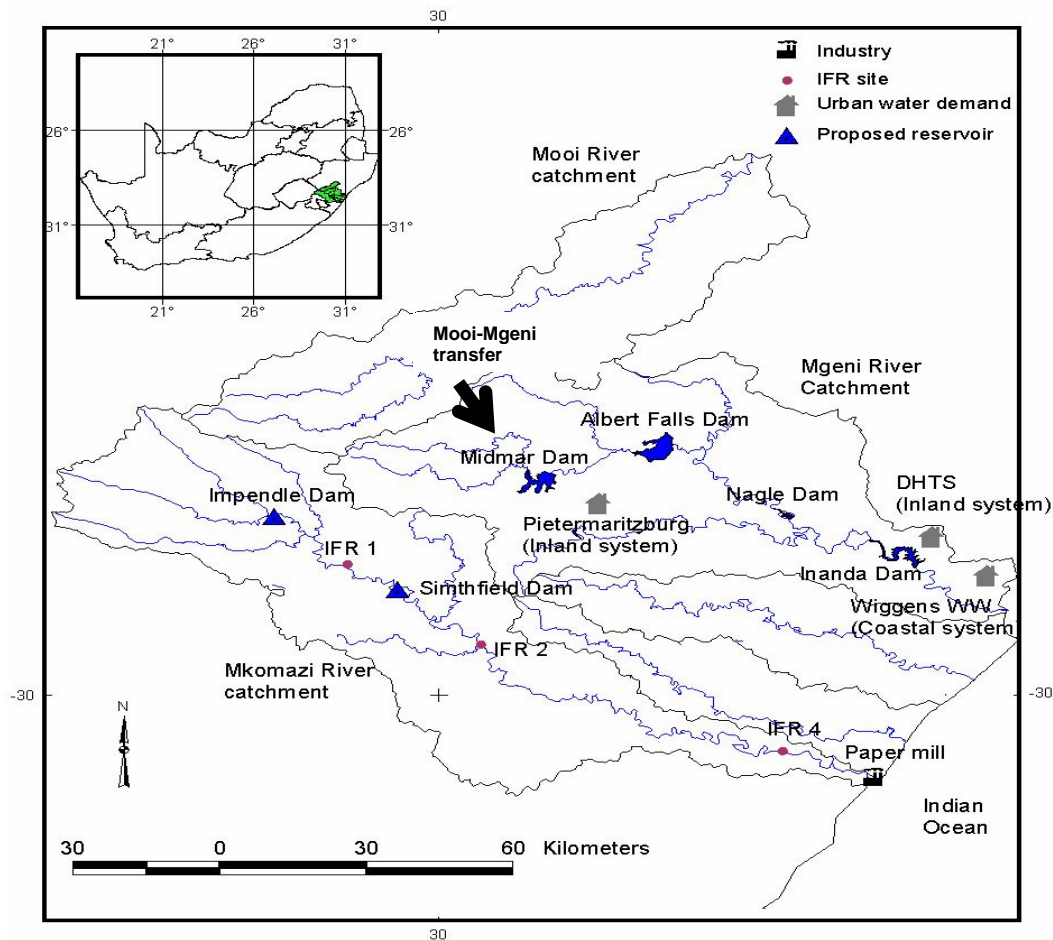 30
21°
26°
31°
Industry
IFR site
Urban water demand
Proposed reservoir
26°
26°
31°
31°
21°
26°
31°
Mooi River
catchment
Mooi-Mgeni
transfer
Mgeni River
Catchment
Albert Falls Dam
Midmar Dam
DHTS
(Inland system)
Nagle Dam
Impendle Dam
Pietermaritzburg
(Inland system)
IFR 1
Inanda Dam
Simthfield Dam
Wiggens WW
(Coastal system)
IFR 2
Mkomazi River
catchment
-30
-30
N
IFR 4
Paper mill
Indian
Ocean
30
0
30
60
Kilometers
30